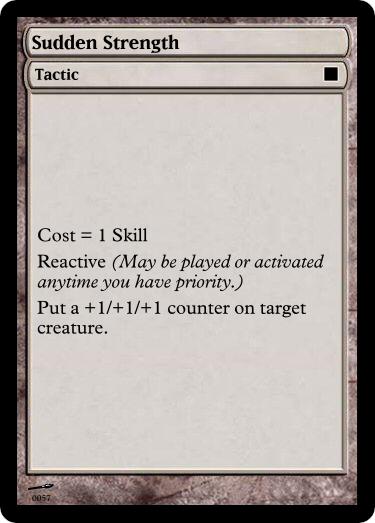 Sudden Strength
Tactic
Cost = 1 Skill
Reactive (May be played or activated
anytime you have priority.)
Put a +1/+1/+1 counter on target
creature.
0057